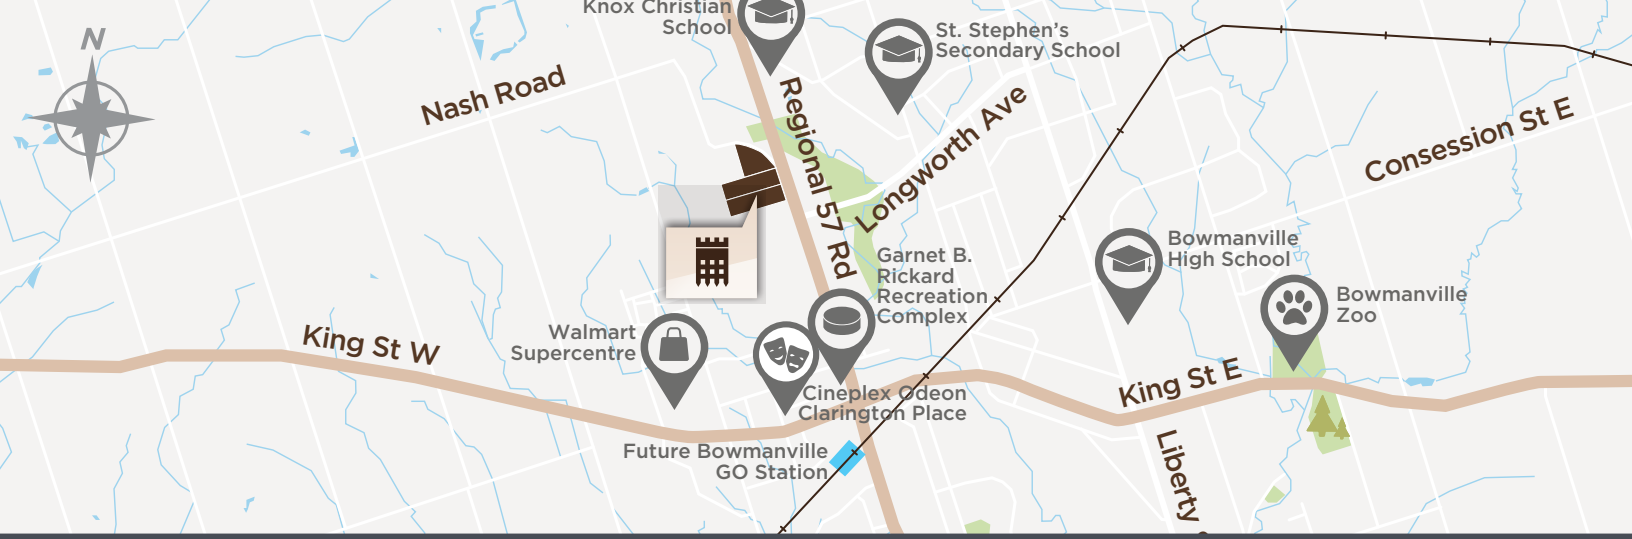 Knox Christian
School
St. Stephen's
Secondary School
N
Nash Road
Regional 57 Rd
Longworth Ave
Consession St E
Garnet B.
Rickard
Recreation
Complex
Bowmanville
High School
Bowmanville
Zoo
Walmart
Supercentre
King St W
King St E
Cineplex Odeon
Clarington Place
Future Bowmanville
GO Station
Liberty